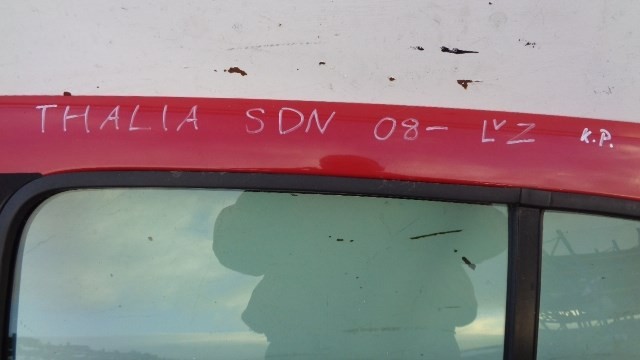 THALIA SDN 08- LVZ K.P.